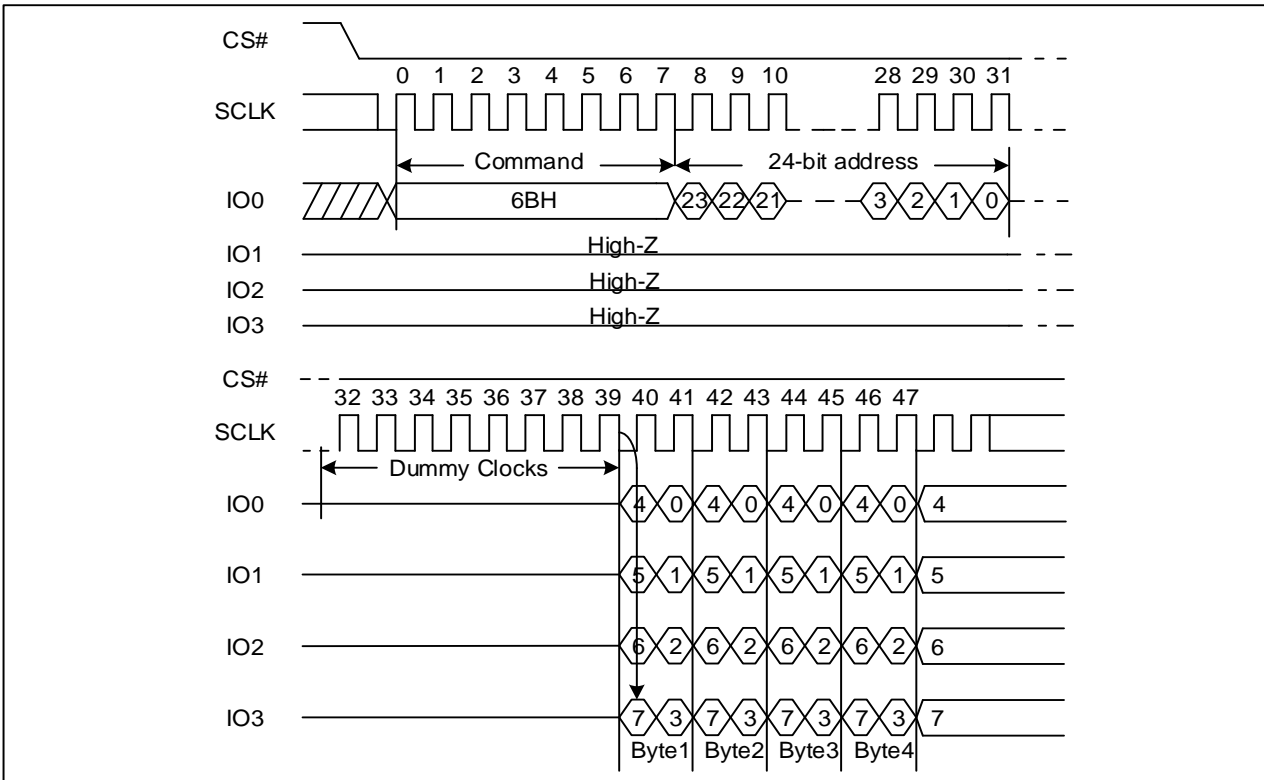 CS#
0 1 2 3 4 5 6 7 8 9 10 28 29 30 31
SCLK
Command 24-bit address
IO0 6BH 23 22 21 3 2 1 0
IO1 High-Z
IO2 High-Z
IO3 High-Z
CS#
32 33 34 35 36 37 38 39 40 41 42 43 44 45 46 47
SCLK
Dummy Clocks
IO0 4 0 4 0 4 0 4 0 4
IO1 5 1 5 1 5 1 5 1 5
IO2 6 2 6 2 6 2 6 2 6
IO3 7 3 7 3 7 3 7 3 7
Byte1 Byte2 Byte3 Byte4